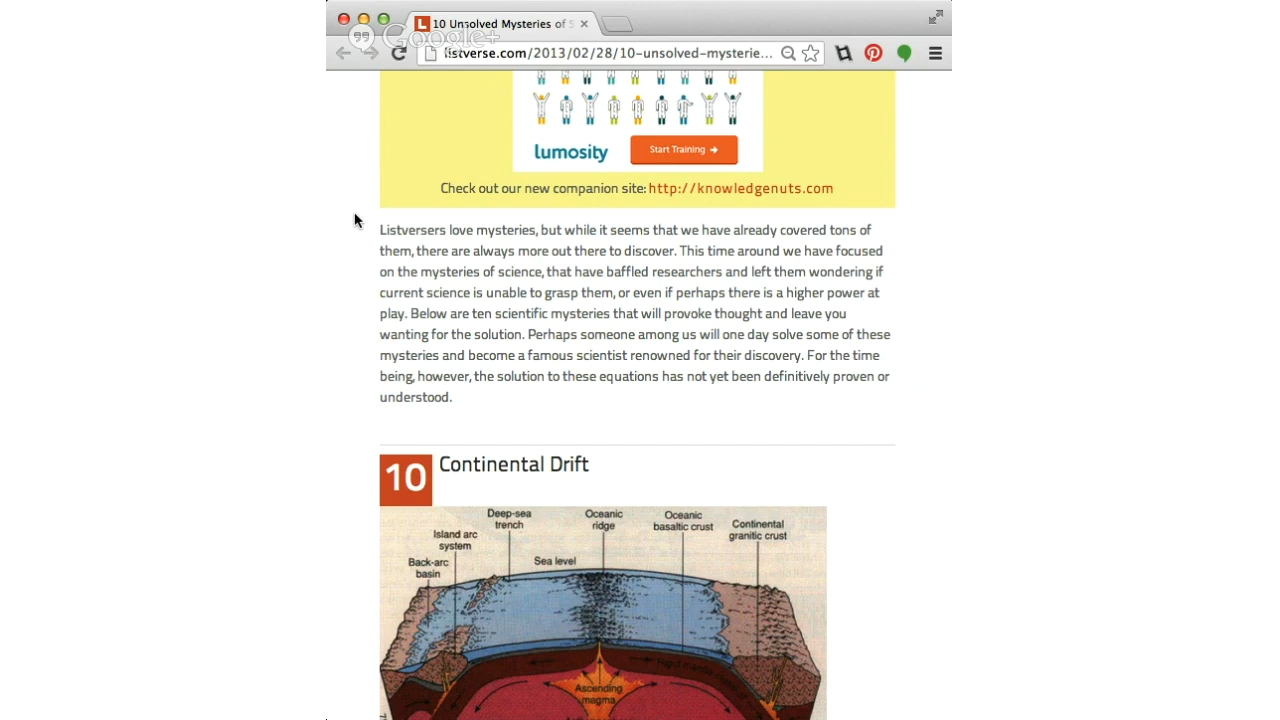 10 Unsolved Mysteries of S
Google+
listverse.com/2013/02/28/10-unsolved-mysterie...
lumosity
Start Training
Check out our new companion site: http://knowledgenuts.com
Listversers love mysteries, but while it seems that we have already covered tons of
them, there are always more out there to discover. This time around we have focused
on the mysteries of science, that have baffled researchers and left them wondering if
current science is unable to grasp them, or even if perhaps there is a higher power at
play. Below are ten scientific mysteries that will provoke thought and leave you
wanting for the solution. Perhaps someone among us will one day solve some of these
mysteries and become a famous scientist renowned for their discovery. For the time
being, however, the solution to these equations has not yet been definitively proven or
understood.
10 Continental Drift
Deep-sea
trench
Oceanic
ridge
Oceanic
basaltic crust
Continental
granitic crust
Island arc
system
Back-arc
basin
Sea level
Rigid mantle
Ascending
magma